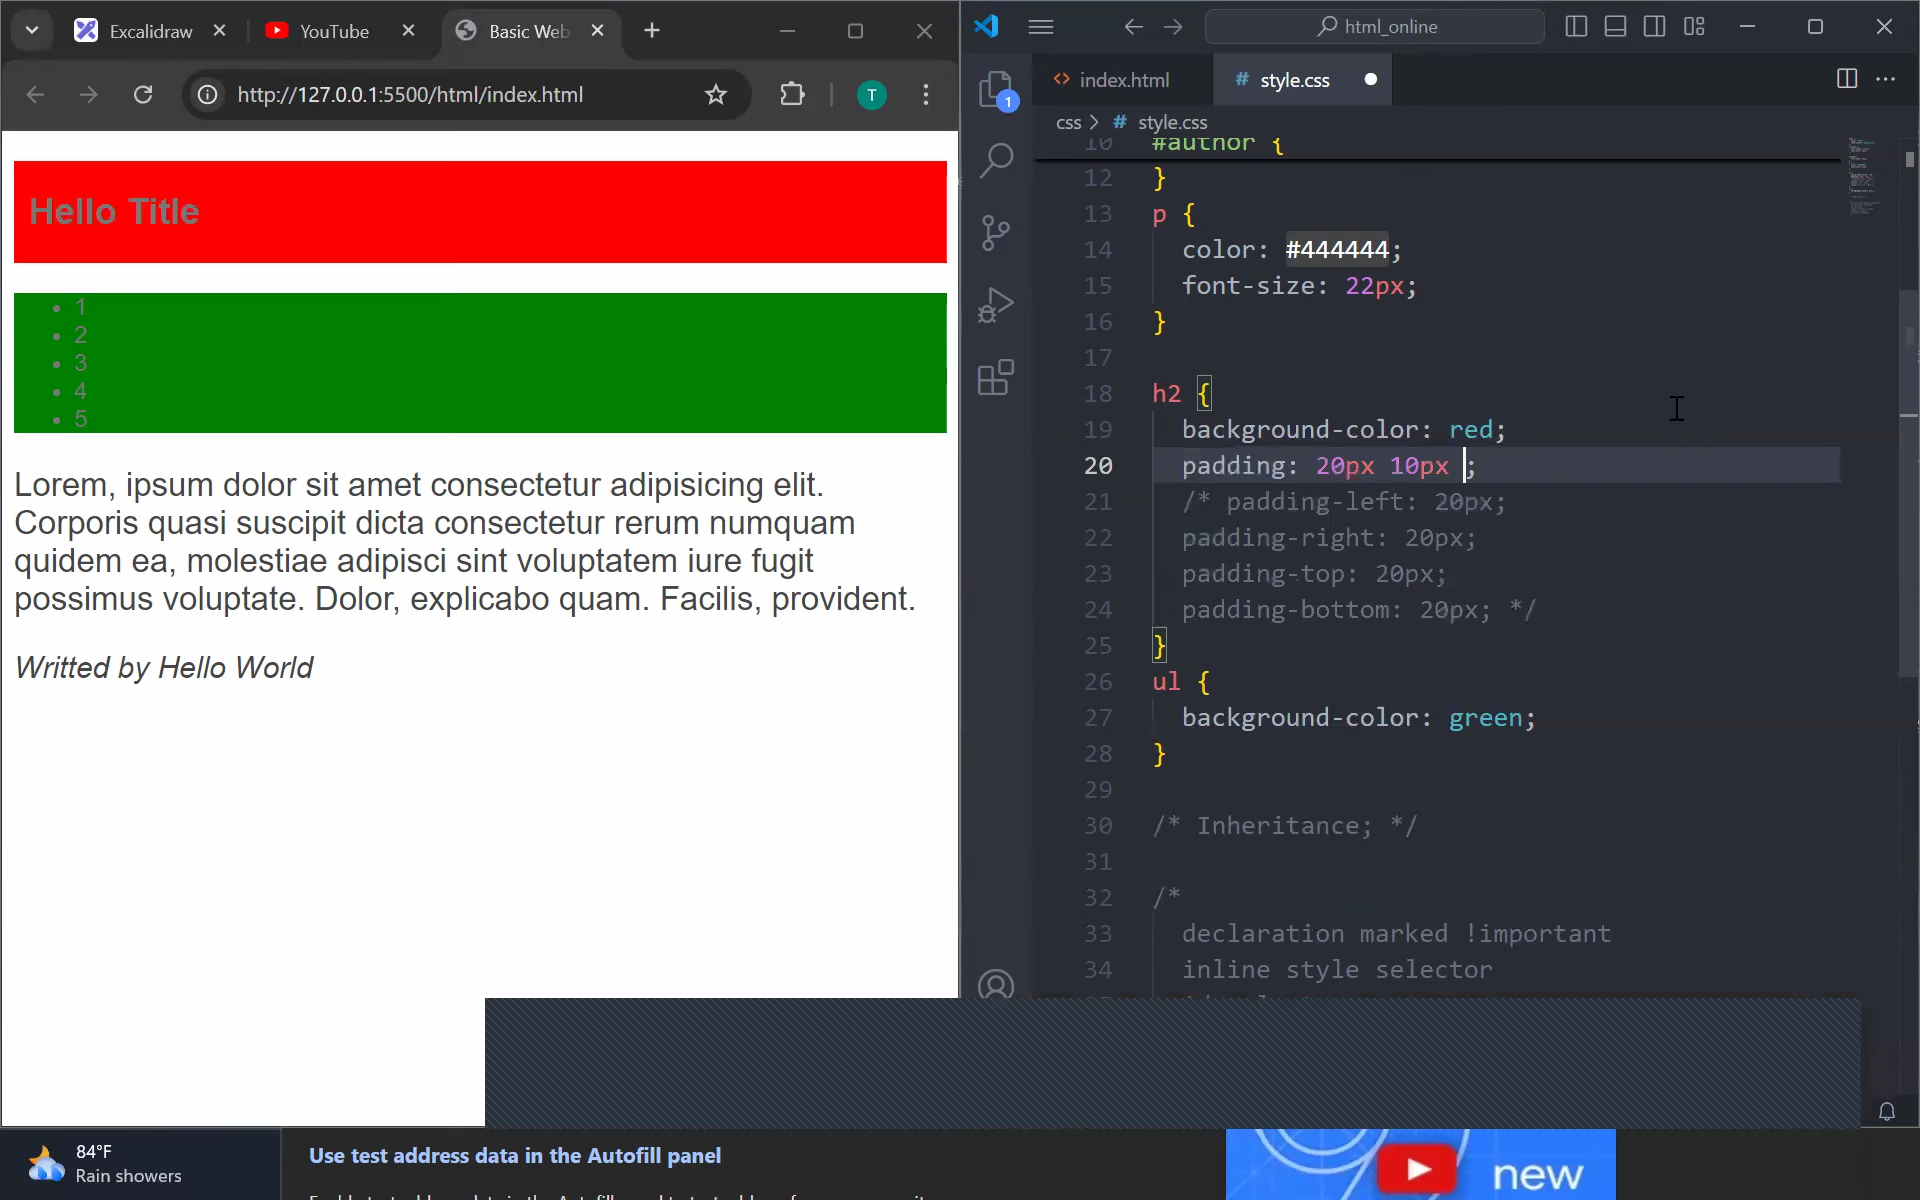 Excalidraw
YouTube
Basic Web
http://127.0.0.1:5500/html/index.html
T
Hello Title
1
2
3
4
5
Lorem, ipsum dolor sit amet consectetur adipisicing elit.
Corporis quasi suscipit dicta consectetur rerum numquam
quidem ea, molestiae adipisci sint voluptatem iure fugit
possimus voluptate. Dolor, explicabo quam. Facilis, provident.
Writted by Hello World
html_online
index.html
# style.css
1
css > # style.css
10 #author {
12 }
13 p {
14 color: #444444;
15 font-size: 22px;
16 }
17
18 h2 {
19 background-color: red;
20 padding: 20px 10px ;
21 /* padding-left: 20px;
22 padding-right: 20px;
23 padding-top: 20px;
24 padding-bottom: 20px; */
25 }
26 ul {
27 background-color: green;
28 }
29
30 /* Inheritance; */
31
32 /*
33 declaration marked !important
34 inline style selector
84°F
Rain showers
Use test address data in the Autofill panel
new